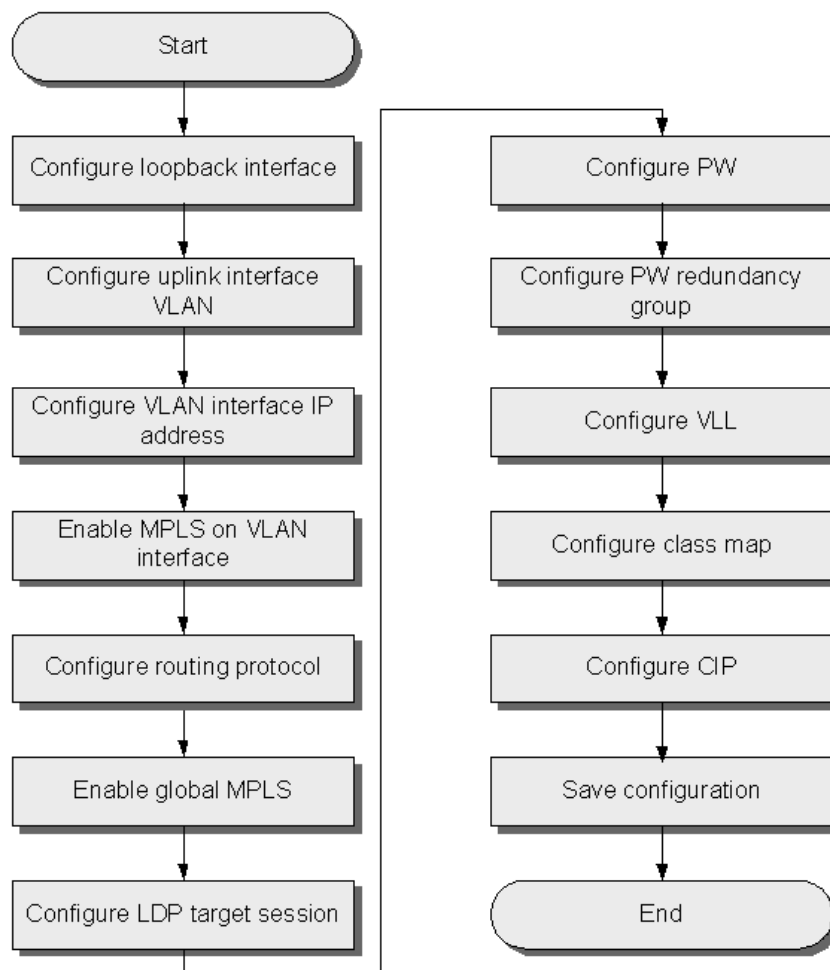 Start
Configure loopback interface
Configure uplink interface
VLAN
Configure VLAN interface IP
address
Enable MPLS on VLAN
interface
Configure routing protocol
Enable global MPLS
Configure LDP target session
Configure PW
Configure PW redundancy
group
Configure VLL
Configure class map
Configure CIP
Save configuration
End